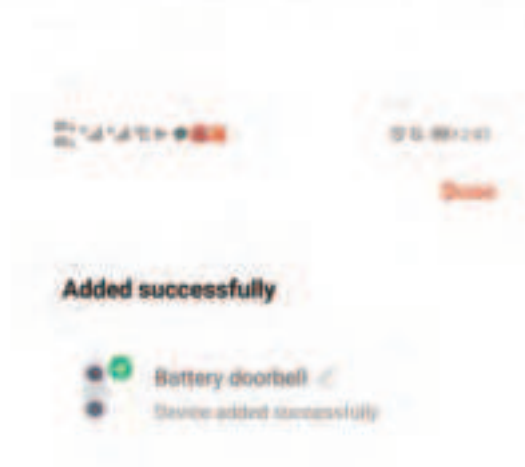 Done
Added successfully
Battery doorbell
Device added successfully